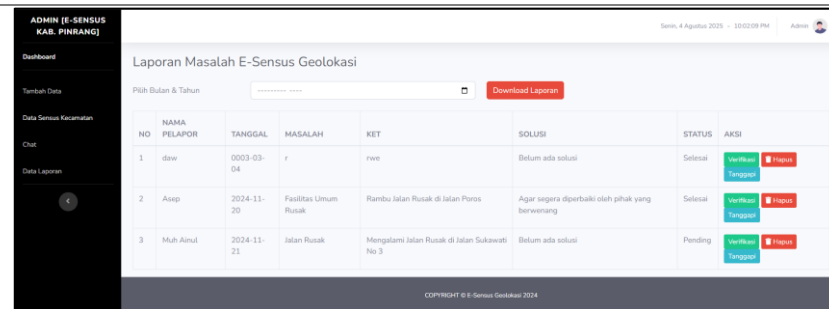 ADMIN [E-SENSUS
KAB. PINRANG]
Senin, 4 Agustus 2025 - 10:02:08 PM
Admin
Dashboard
Tambah Data
Data Sensus Kecamatan
Chat
Data Laporan
Laporan Masalah E-Sensus Geolokasi
Pilih Bulan & Tahun
--------- ----
Download Laporan
NO NAMA PELAPOR TANGGAL MASALAH KET SOLUSI STATUS AKSI
1 daw 0003-03- r rwe Belum ada solusi Selesai Verifikasi Hapus
04 Tanggapi
2 Asep 2024-11- Fasilitas Umum Rambu Jalan Rusak di Jalan Poros Agar segera diperbaiki oleh pihak yang Selesai Verifikasi Hapus
20 Rusak berwenang Tanggapi
3 Muh Ainul 2024-11- Jalan Rusak Mengalami Jalan Rusak di Jalan Sukawati Belum ada solusi Pending Verifikasi Hapus
21 No 3 Tanggapi
COPYRIGHT © E-Sensus Geolokasi 2024